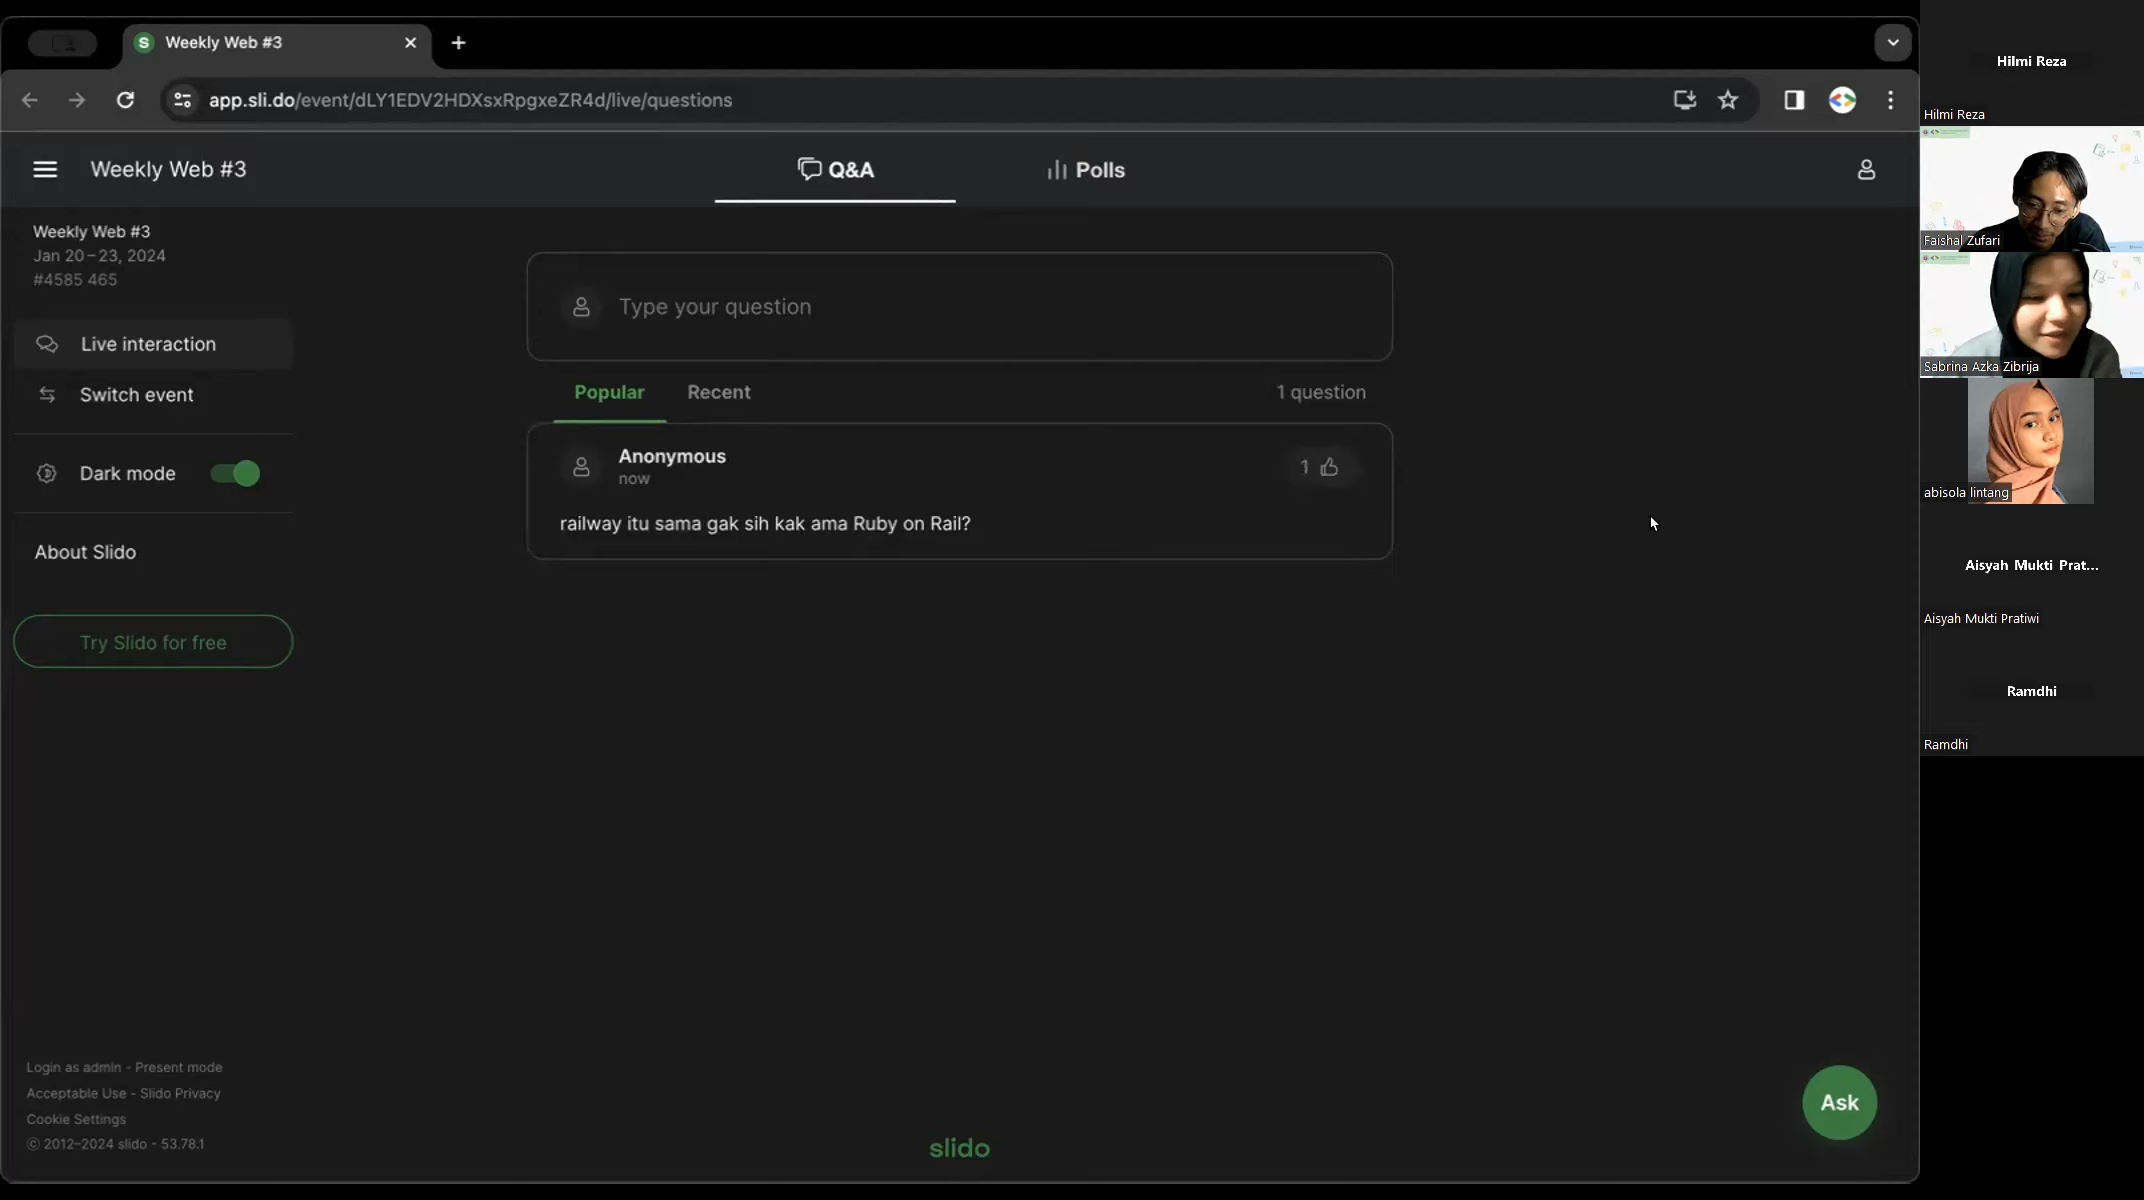 Weekly Web #3
app.sli.do/event/dLY1EDV2HDXsxRpgxeZR4d/live/questions
Weekly Web #3
Q&A
Polls
Weekly Web #3
Jan 20–23, 2024
#4585 465
Live interaction
Switch event
Dark mode
About Slido
Try Slido for free
Type your question
Popular
Recent
1 question
Anonymous
now
1
railway itu sama gak sih kak ama Ruby on Rail?
Login as admin - Present mode
Acceptable Use - Slido Privacy
Cookie Settings
© 2012–2024 slido - 53.78.1
slido
Ask
Hilmi Reza
Hilmi Reza
Faishal Zufari
Sabrina Azka Zibrija
abisola lintang
Aisyah Mukti Prat...
Aisyah Mukti Pratiwi
Ramdhi
Ramdhi